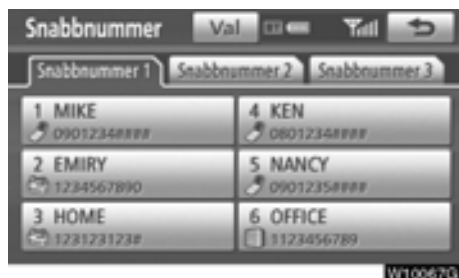 Snabbnummer Val
Snabbnummer 1 Snabbnummer 2 Snabbnummer 3
1 MIKE 4 KEN
0901234#### 0801234####
2 EMIRY 5 NANCY
1234567890 0901235####
3 HOME 6 OFFICE
123123123# 1123456789
W10067G